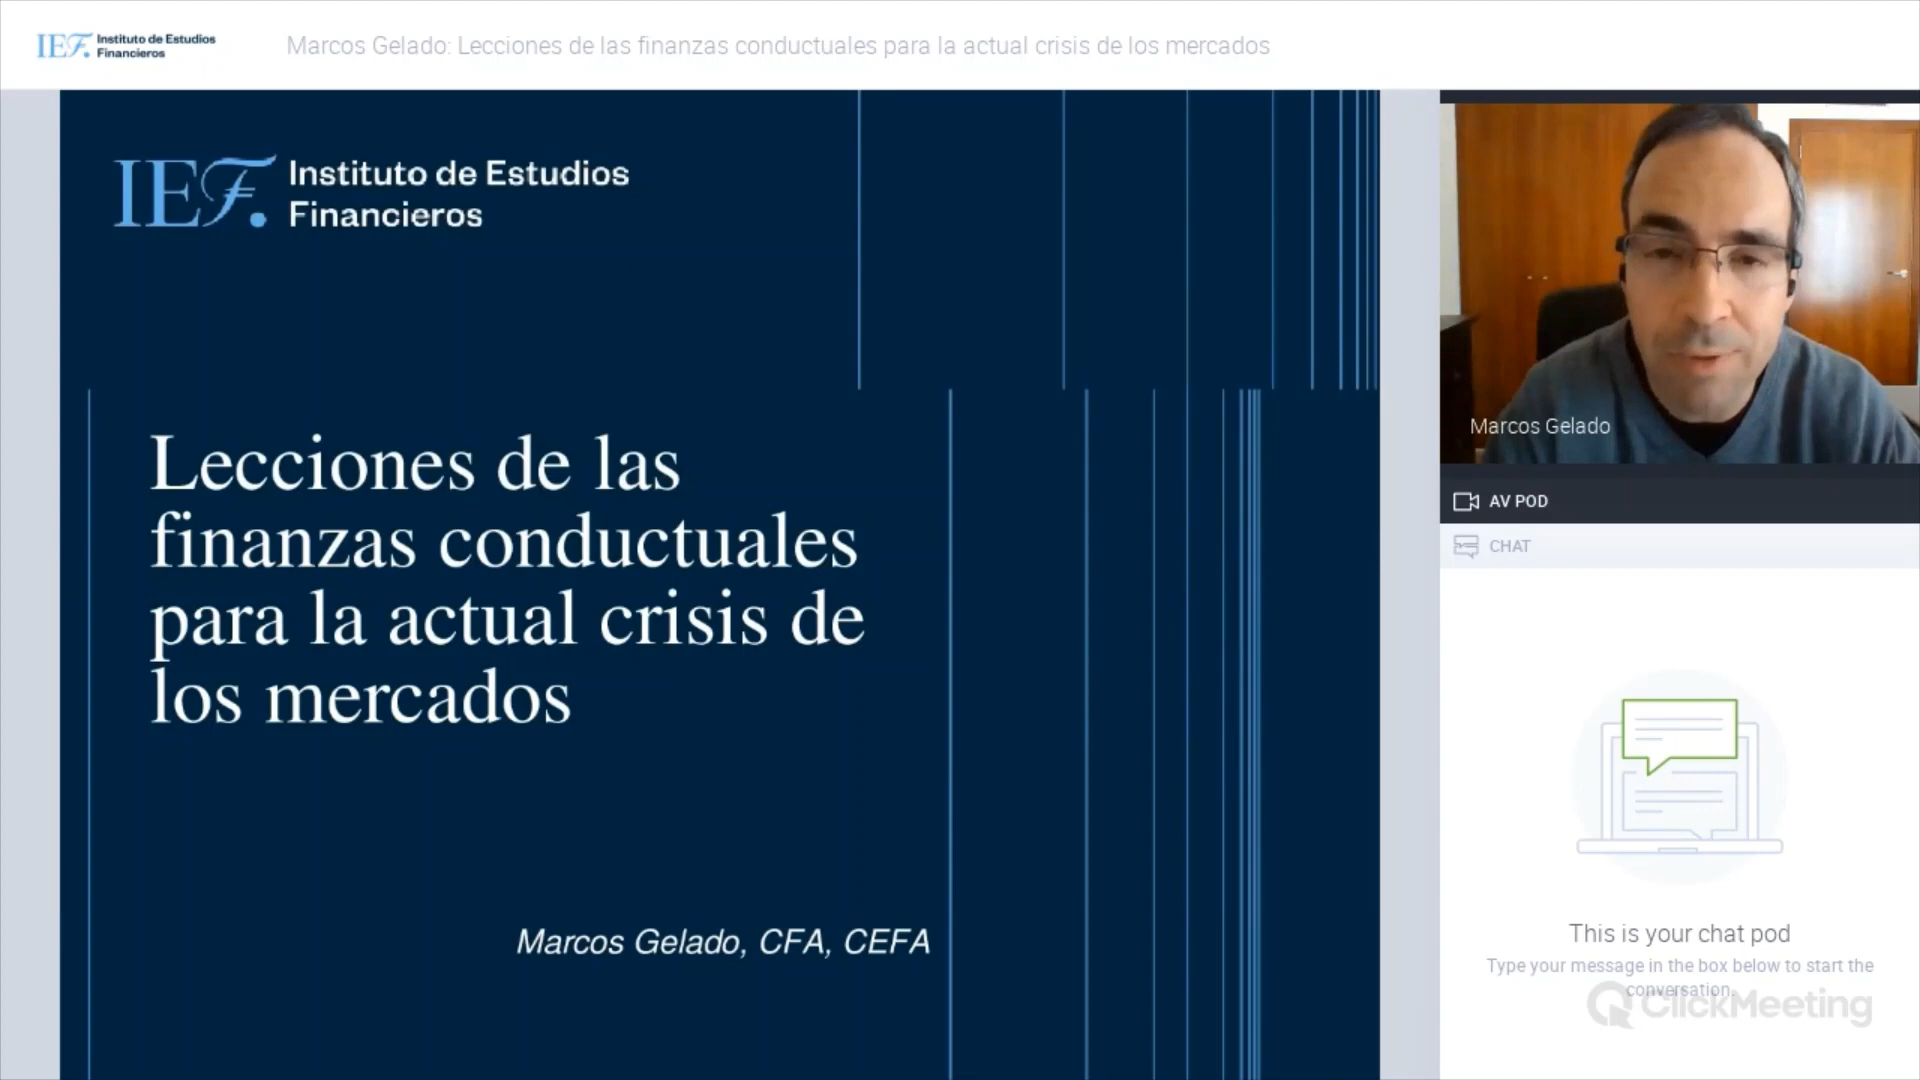 IEF. Instituto de Estudios
Financieros
Marcos Gelado: Lecciones de las finanzas conductuales para la actual crisis de los mercados
IEF. Instituto de Estudios
Financieros
Lecciones de las
finanzas conductuales
para la actual crisis de
los mercados
Marcos Gelado, CFA, CEFA
Marcos Gelado
AV POD
CHAT
This is your chat pod
Type your message in the box below to start the
conversation.
ClickMeeting